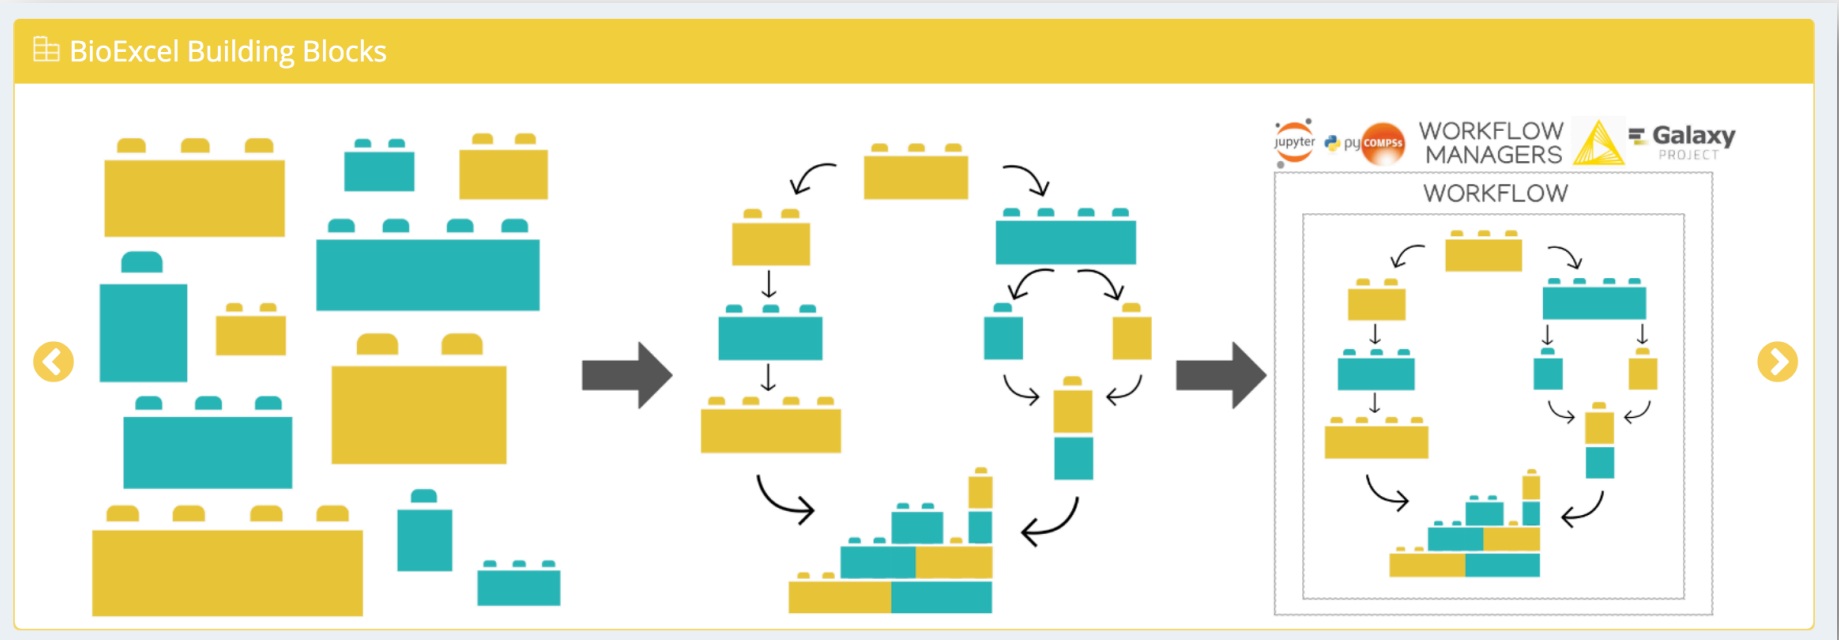 BioExcel Building Blocks
jupyter
py COMPSs
WORKFLOW
MANAGERS
Galaxy
PROJECT
WORKFLOW